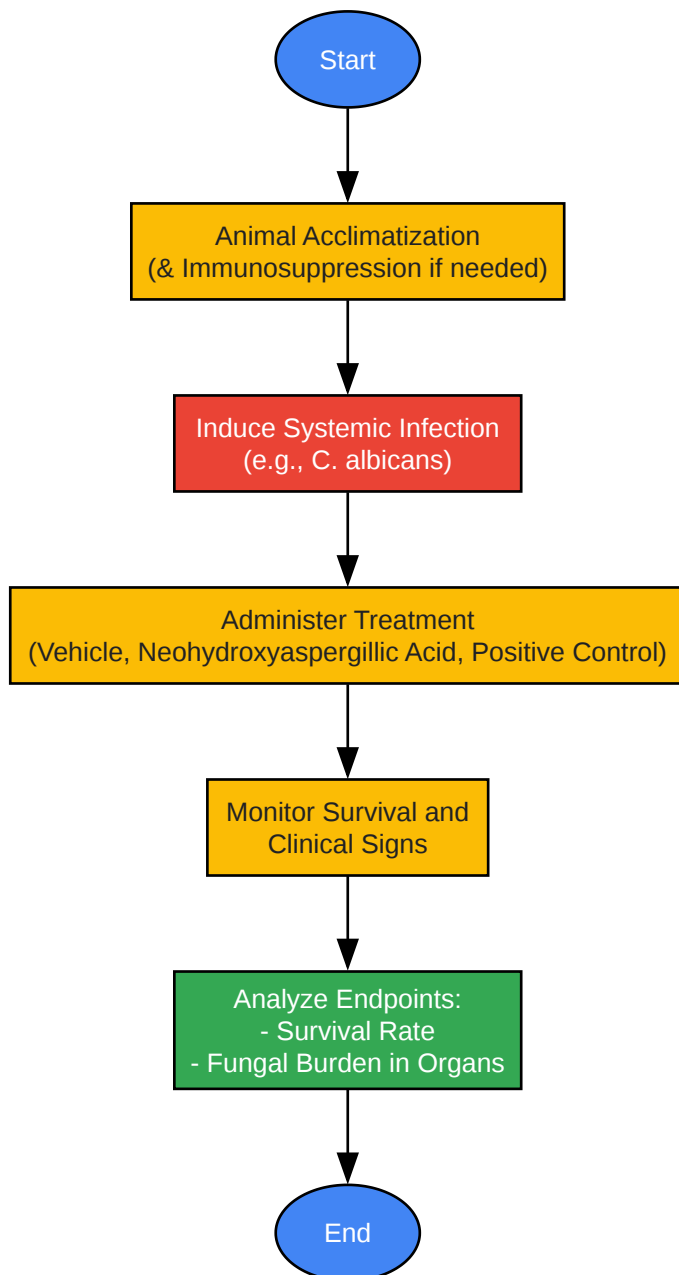 Start
Animal Acclimatization
(& Immunosuppression if needed)
Induce Systemic Infection
(e.g., C. albicans)
Administer Treatment
(Vehicle, Neohydroxyaspergillic Acid, Positive Control)
Monitor Survival and
Clinical Signs
Analyze Endpoints:
- Survival Rate
- Fungal Burden in Organs
End